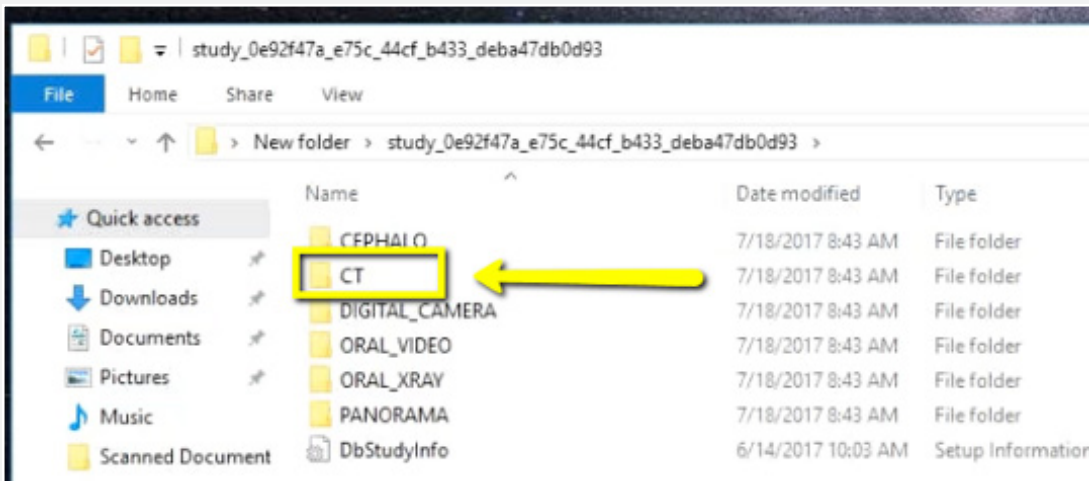 study_0e92f47a_e75c_44cf_b433_deba47db0d93
File Home Share View
New folder > study_0e92f47a_e75c_44cf_b433_deba47db0d93 >
Name Date modified Type
Quick access
CEPHALO 7/18/2017 8:43 AM File folder
Desktop
CT 7/18/2017 8:43 AM File folder
Downloads
DIGITAL_CAMERA 7/18/2017 8:43 AM File folder
Documents
ORAL_VIDEO 7/18/2017 8:43 AM File folder
Pictures
ORAL_XRAY 7/18/2017 8:43 AM File folder
Music
PANORAMA 7/18/2017 8:43 AM File folder
Scanned Document
DbStudyInfo 6/14/2017 10:03 AM Setup Information